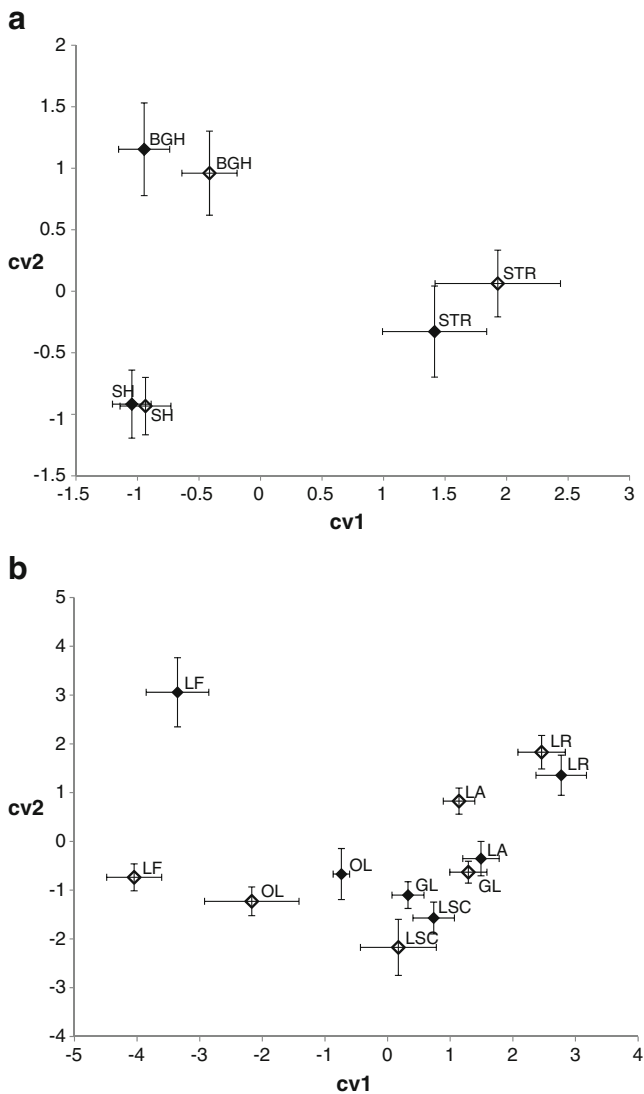 a
2
1.5
BGH
BGH
1
0.5
cv2
STR
0
STR
-0.5
SH
SH
-1
-1.5
-1.5 -1 -0.5 0 0.5 1 1.5 2 2.5 3
cv1
b
5
4
3
LF
2
LR
LR
1
LA
cv2
0
LA
LF
OL
GL
-1
OL
GL
LSC
-2
LSC
-3
-4
-5 -4 -3 -2 -1 0 1 2 3 4
cv1